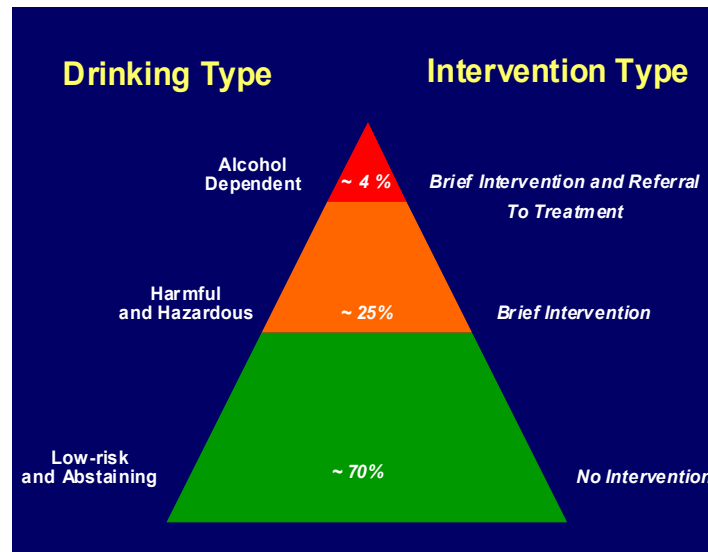 Drinking Type
Intervention Type
Alcohol
Dependent
~ 4 %
Brief Intervention and Referral
To Treatment
Harmful
and Hazardous
~ 25%
Brief Intervention
Low-risk
and Abstaining
~ 70%
No Intervention